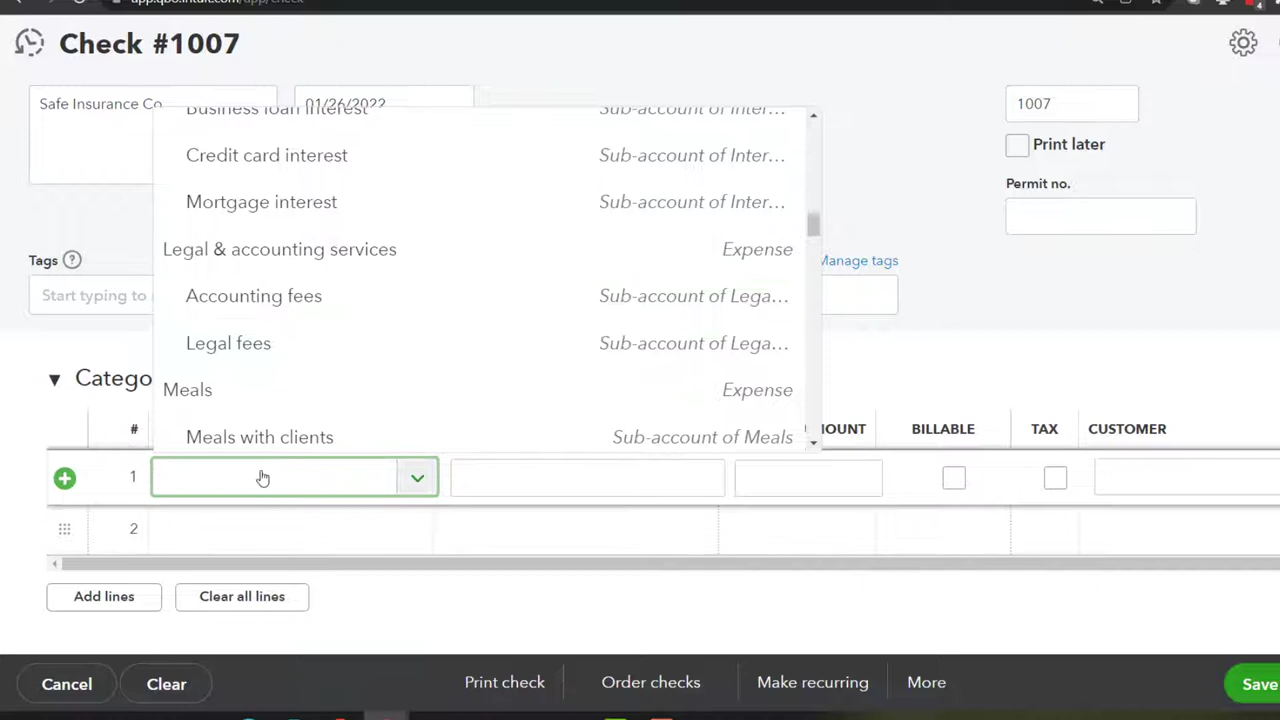 app.qbo.intuit.com/app/check
Check #1007
Safe Insurance Co
01/26/2022
1007
Print later
Permit no.
Business loan interest
Sub-account of Inter...
Credit card interest
Sub-account of Inter...
Mortgage interest
Sub-account of Inter...
Legal & accounting services
Expense
Accounting fees
Sub-account of Lega...
Legal fees
Sub-account of Lega...
Meals
Expense
Meals with clients
Sub-account of Meals
Tags ?
Manage tags
Start typing to
Catego
#
MOUNT
BILLABLE
TAX
CUSTOMER
1
2
Add lines
Clear all lines
Cancel
Clear
Print check
Order checks
Make recurring
More
Save